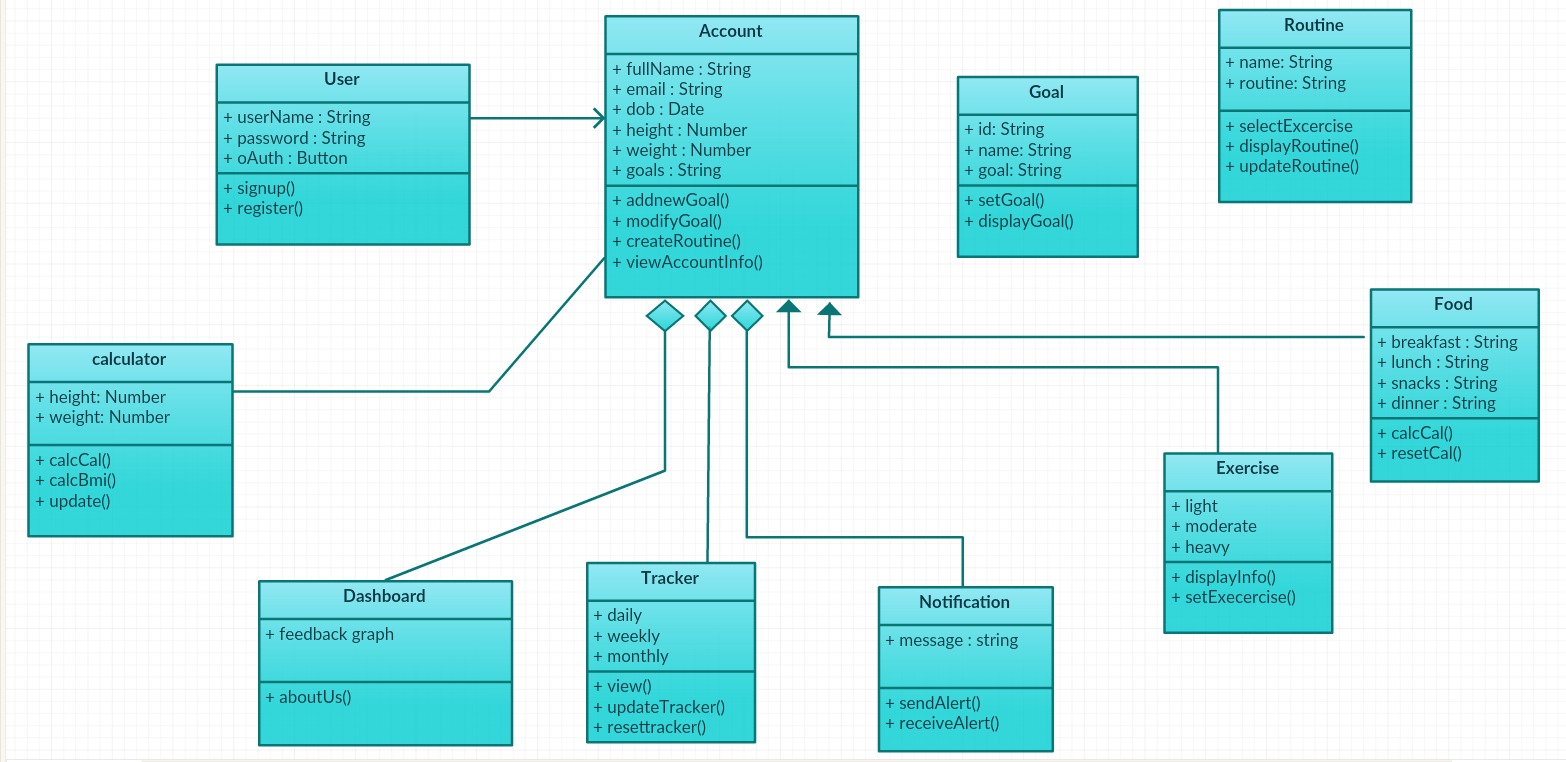 Account
+ fullName : String
+ email : String
+ dob : Date
+ height : Number
+ weight : Number
+ goals : String
+ addnewGoal()
+ modifyGoal()
+ createRoutine()
+ viewAccountInfo()
Routine
+ name: String
+ routine: String
+ selectExcercise
+ displayRoutine()
+ updateRoutine()
User
+ userName : String
+ password : String
+ oAuth : Button
+ signup()
+ register()
Goal
+ id: String
+ name: String
+ goal: String
+ setGoal()
+ displayGoal()
Food
+ breakfast : String
+ lunch : String
+ snacks : String
+ dinner : String
+ calcCal()
+ resetCal()
calculator
+ height: Number
+ weight: Number
+ calcCal()
+ calcBmi()
+ update()
Exercise
+ light
+ moderate
+ heavy
+ displayInfo()
+ setExecercise()
Dashboard
+ feedback graph
+ aboutUs()
Tracker
+ daily
+ weekly
+ monthly
+ view()
+ updateTracker()
+ resettracker()
Notification
+ message : string
+ sendAlert()
+ receiveAlert()